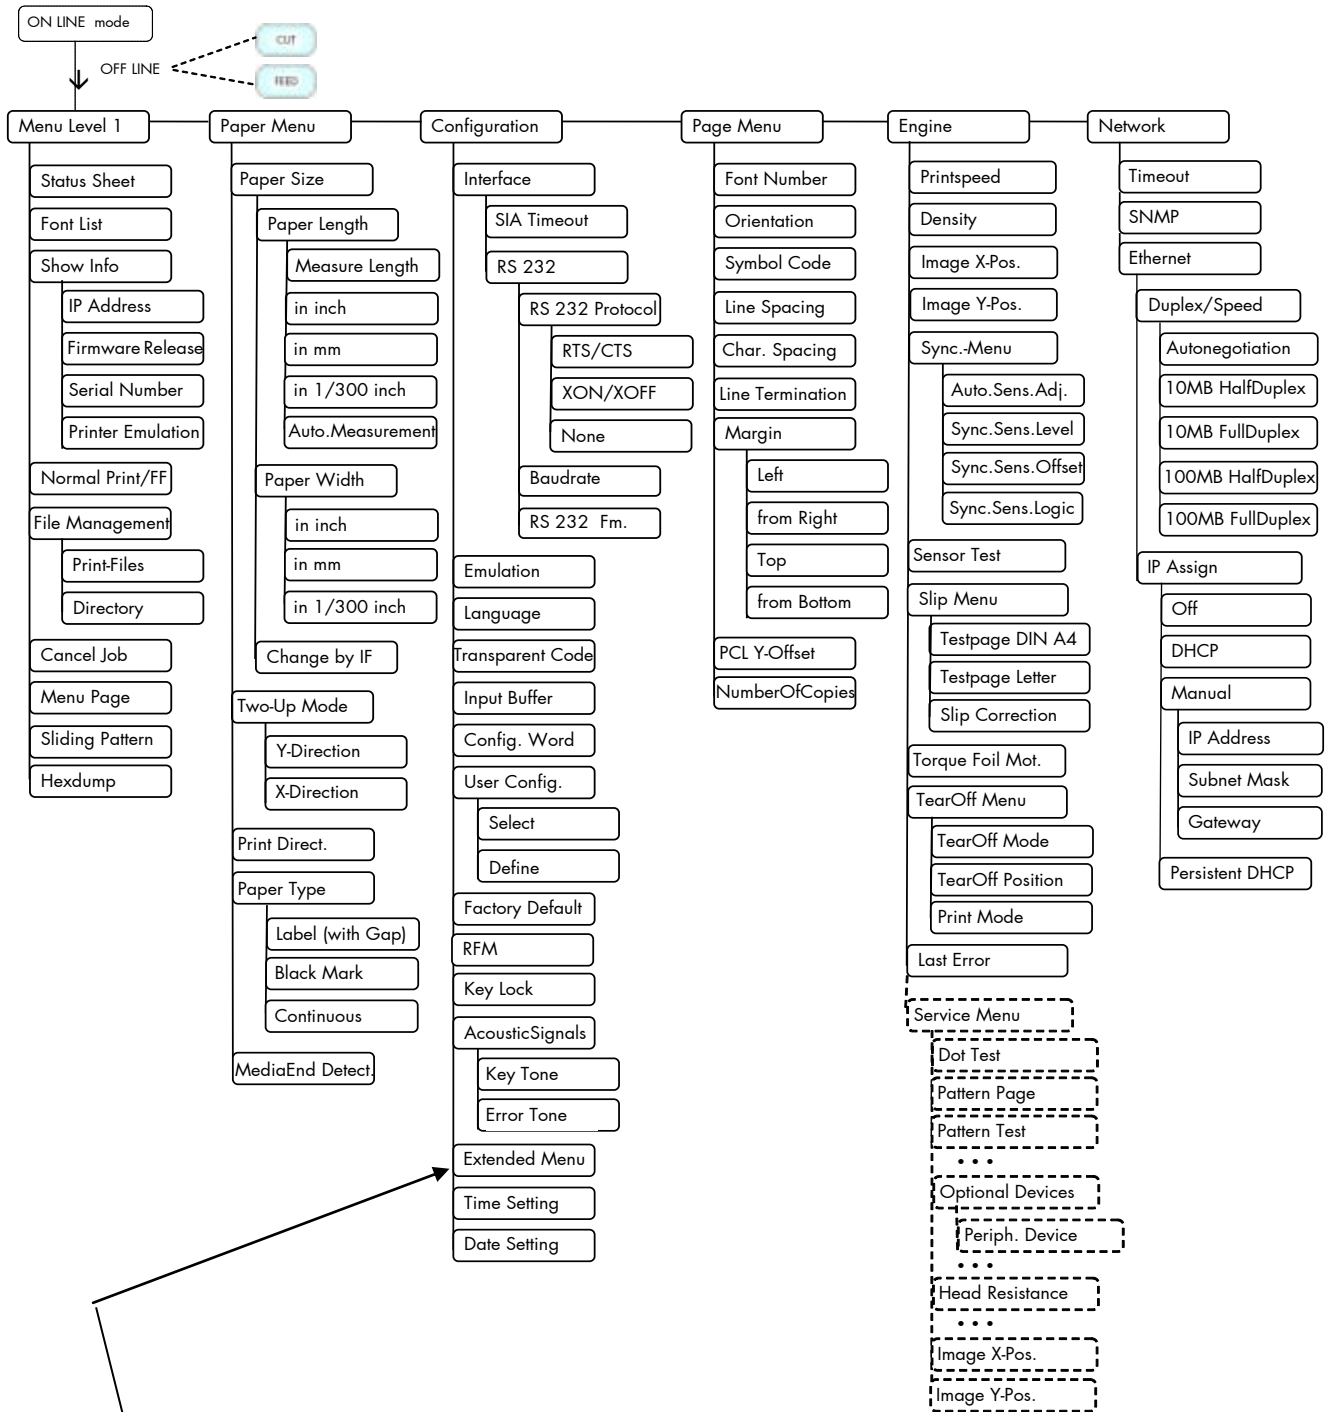 ON LINE mode
OFF LINE
CUT
FEED
Menu Level 1
Status Sheet
Font List
Show Info
IP Address
Firmware Release
Serial Number
Printer Emulation
Normal Print/FF
File Management
Print-Files
Directory
Cancel Job
Menu Page
Sliding Pattern
Hexdump
Paper Menu
Paper Size
Paper Length
Measure Length
in inch
in mm
in 1/300 inch
Auto.Measurement
Paper Width
in inch
in mm
in 1/300 inch
Change by IF
Two-Up Mode
Y-Direction
X-Direction
Print Direct.
Paper Type
Label (with Gap)
Black Mark
Continuous
MediaEnd Detect.
Configuration
Interface
SIA Timeout
RS 232
RS 232 Protocol
RTS/CTS
XON/XOFF
None
Baudrate
RS 232 Fm.
Emulation
Language
Transparent Code
Input Buffer
Config. Word
User Config.
Select
Define
Factory Default
RFM
Key Lock
AcousticSignals
Key Tone
Error Tone
Extended Menu
Time Setting
Date Setting
Page Menu
Font Number
Orientation
Symbol Code
Line Spacing
Char. Spacing
Line Termination
Margin
Left
from Right
Top
from Bottom
PCL Y-Offset
NumberOfCopies
Engine
Printspeed
Density
Image X-Pos.
Image Y-Pos.
Sync.-Menu
Auto.Sens.Adj.
Sync.Sens.Level
Sync.Sens.Offset
Sync.Sens.Logic
Sensor Test
Slip Menu
Testpage DIN A4
Testpage Letter
Slip Correction
Torque Foil Mot.
TearOff Menu
TearOff Mode
TearOff Position
Print Mode
Last Error
Service Menu
Dot Test
Pattern Page
Pattern Test
• • •
Optional Devices
Periph. Device
• • •
Head Resistance
• • •
Image X-Pos.
Image Y-Pos.
Network
Timeout
SNMP
Ethernet
Duplex/Speed
Autonegotiation
10MB HalfDuplex
10MB FullDuplex
100MB HalfDuplex
100MB FullDuplex
IP Assign
Off
DHCP
Manual
IP Address
Subnet Mask
Gateway
Persistent DHCP